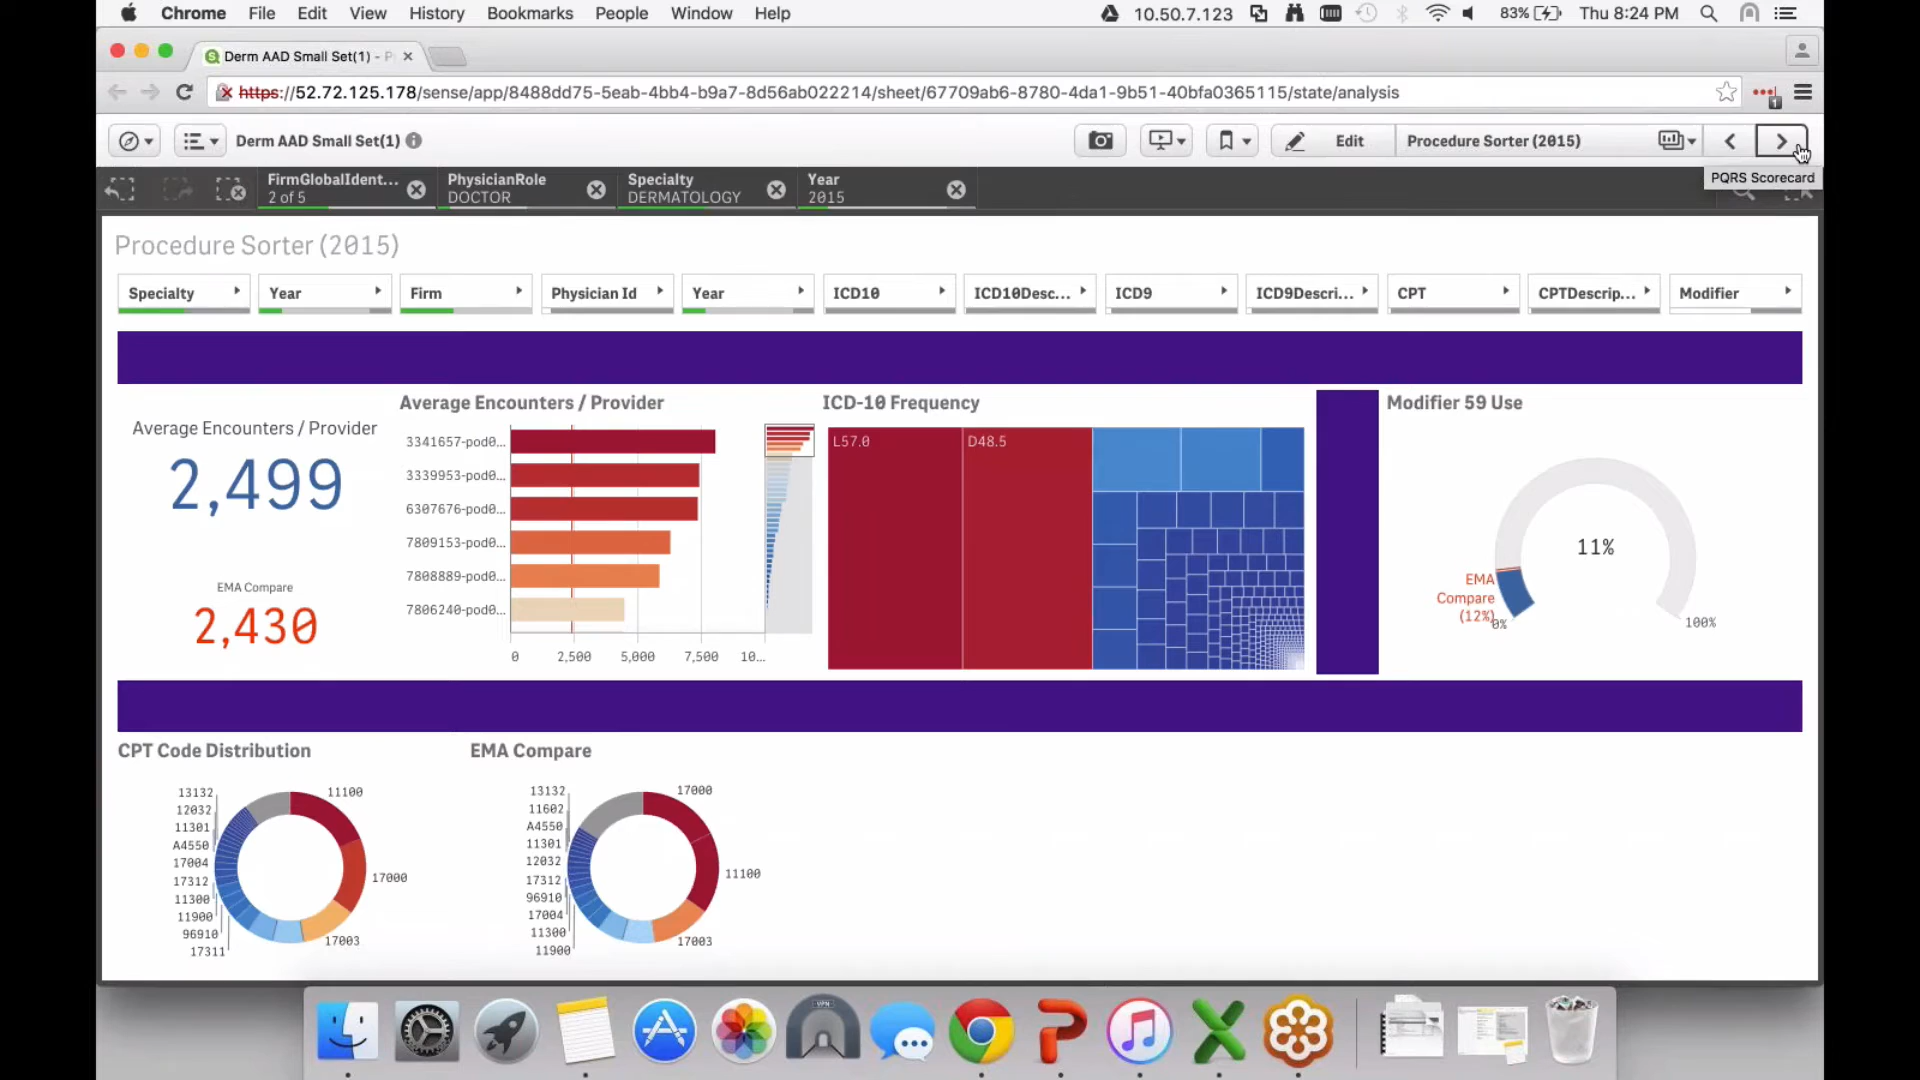 Chrome File Edit View History Bookmarks People Window Help 10.50.7.123 83% Thu 8:24 PM
Derm AAD Small Set(1) - P
https://52.72.125.178/sense/app/8488dd75-5eab-4bb4-b9a7-8d56ab022214/sheet/67709ab6-8780-4da1-9b51-40bfa0365115/state/analysis
1
Derm AAD Small Set(1) Edit Procedure Sorter (2015)
PQRS Scorecard
FirmGlobalIdent... PhysicianRole Specialty Year
2 of 5 DOCTOR DERMATOLOGY 2015
Procedure Sorter (2015)
Specialty Year Firm Physician Id Year ICD10 ICD10Desc... ICD9 ICD9Descri... CPT CPTDescrip... Modifier
Average Encounters / Provider
2,499
EMA Compare
2,430
Average Encounters / Provider
3341657-pod0...
3339953-pod0...
6307676-pod0...
7809153-pod0...
7808889-pod0...
7806240-pod0...
0 2,500 5,000 7,500 10...
ICD-10 Frequency
L57.0 D48.5
Modifier 59 Use
11%
EMA
Compare
(12%)
0% 100%
CPT Code Distribution
13132
12032
11301
A4550
17004
17312
11300
11900
96910
17311
11100
17000
17003
EMA Compare
13132
11602
A4550
11301
12032
17312
96910
17004
11300
11900
17000
11100
17003
VPN